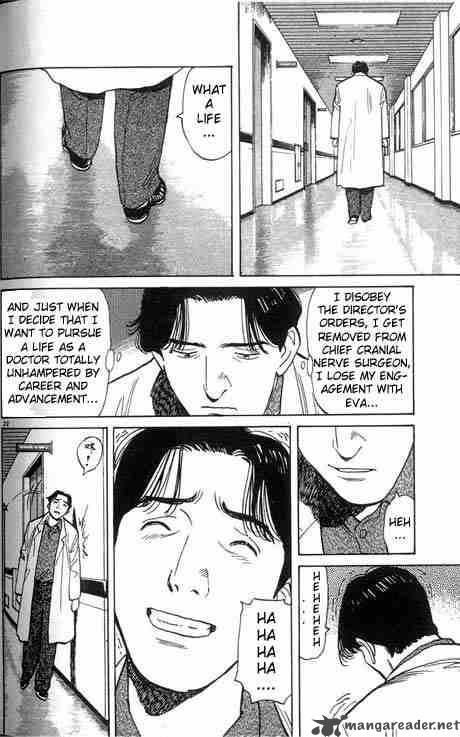 WHAT
A
LIFE
...
I DISOBEY
THE DIRECTOR'S
ORDERS, I GET
REMOVED FROM
CHIEF CRANIAL
NERVE SURGEON,
I LOSE MY ENG-
AGEMENT WITH
EVA...
AND JUST WHEN
I DECIDE THAT I
WANT TO PURSUE
A LIFE AS A
DOCTOR TOTALLY
UNHAMPERED BY
CAREER AND
ADVANCEMENT...
HEH
...
HEHEHEH
HA
HA
HA
HA
....
mangareader.net